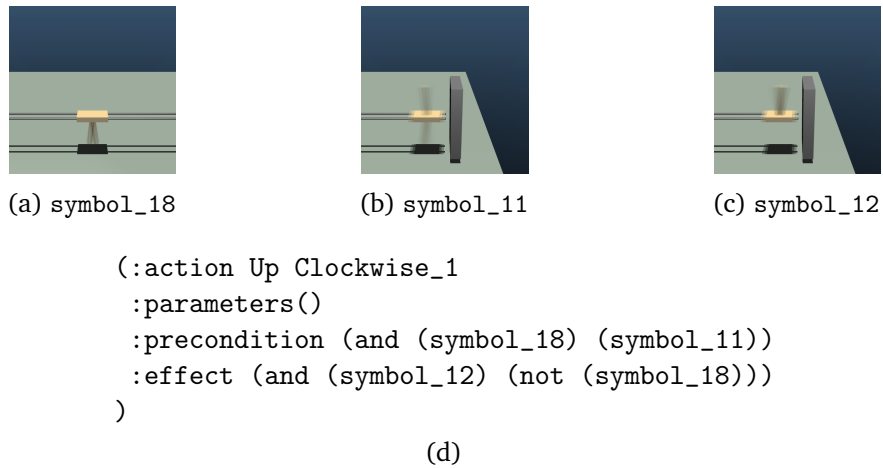 (a) symbol_18
(b) symbol_11
(c) symbol_12
(:action Up Clockwise_1
:parameters()
:precondition (and (symbol_18) (symbol_11))
:effect (and (symbol_12) (not (symbol_18)))
)
(d)